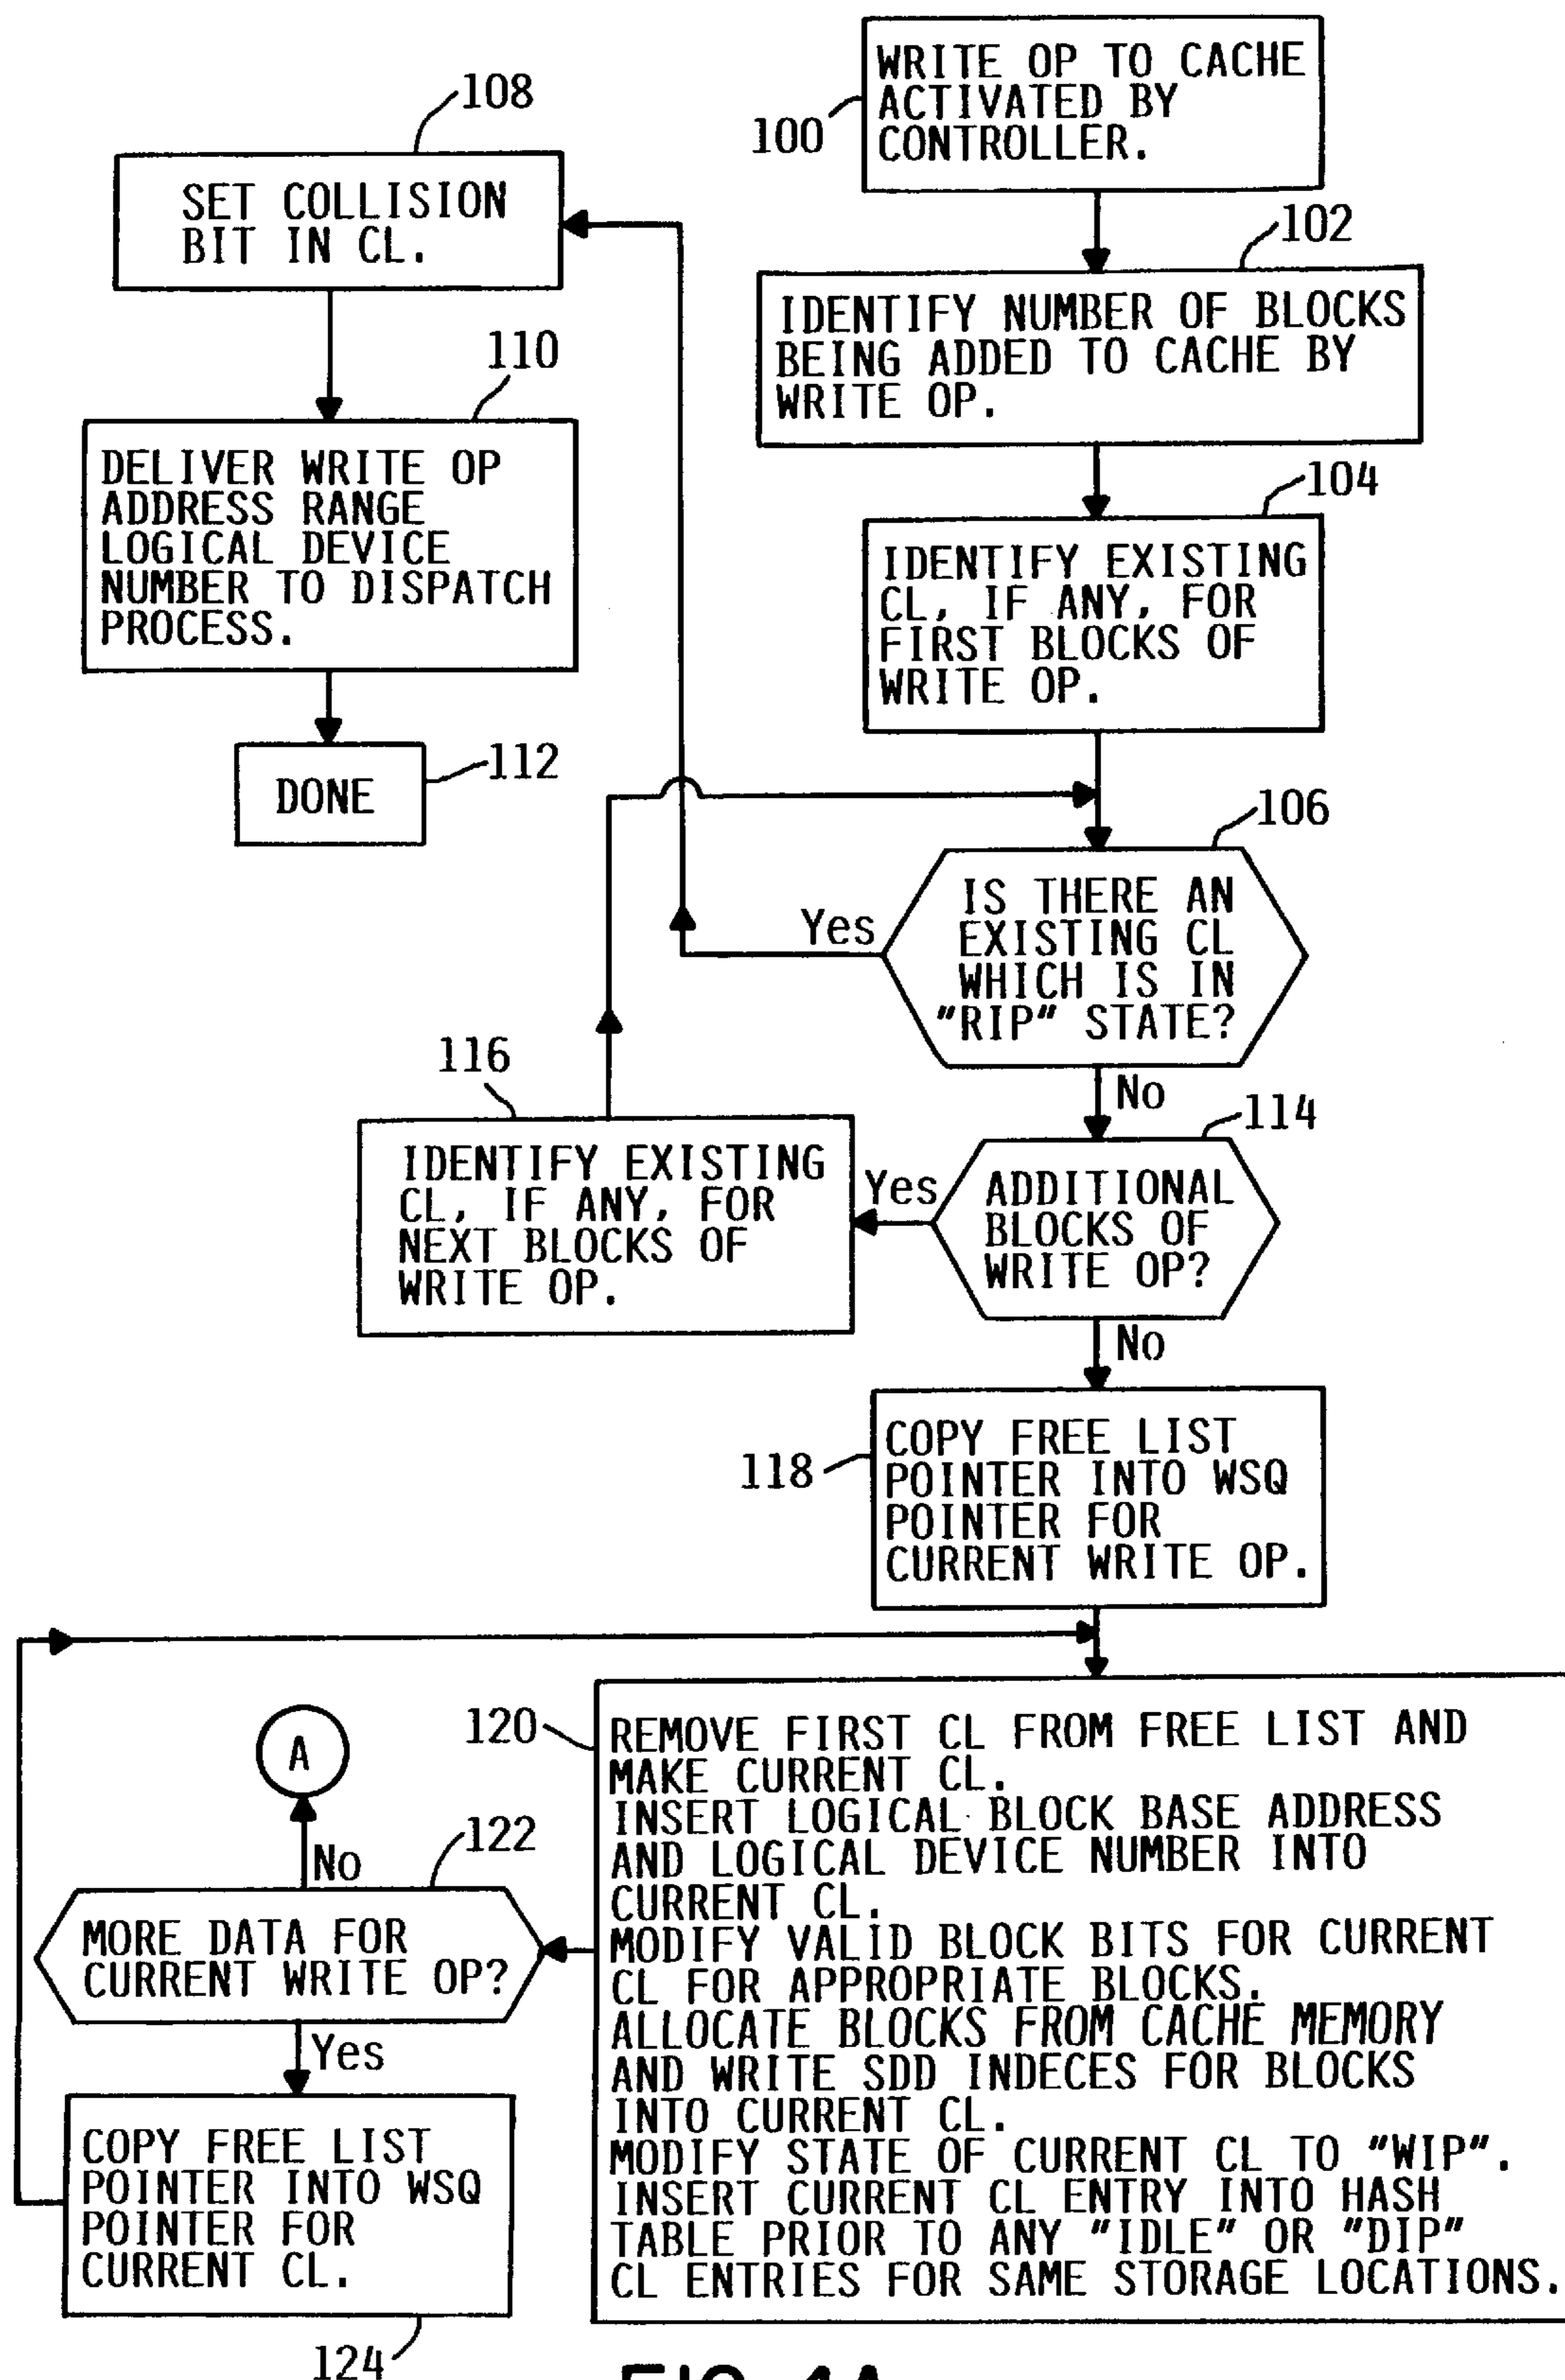 100
WRITE OP TO CACHE
ACTIVATED BY
CONTROLLER.
102
IDENTIFY NUMBER OF BLOCKS
BEING ADDED TO CACHE BY
WRITE OP.
104
IDENTIFY EXISTING
CL, IF ANY, FOR
FIRST BLOCKS OF
WRITE OP.
106
IS THERE AN
EXISTING CL
WHICH IS IN
"RIP" STATE?
Yes
No
108
SET COLLISION
BIT IN CL.
110
DELIVER WRITE OP
ADDRESS RANGE
LOGICAL DEVICE
NUMBER TO DISPATCH
PROCESS.
DONE
112
114
ADDITIONAL
BLOCKS OF
WRITE OP?
Yes
No
116
IDENTIFY EXISTING
CL, IF ANY, FOR
NEXT BLOCKS OF
WRITE OP.
118
COPY FREE LIST
POINTER INTO WSQ
POINTER FOR
CURRENT WRITE OP.
120
REMOVE FIRST CL FROM FREE LIST AND
MAKE CURRENT CL.
INSERT LOGICAL BLOCK BASE ADDRESS
AND LOGICAL DEVICE NUMBER INTO
CURRENT CL.
MODIFY VALID BLOCK BITS FOR CURRENT
CL FOR APPROPRIATE BLOCKS.
ALLOCATE BLOCKS FROM CACHE MEMORY
AND WRITE SDD INDECES FOR BLOCKS
INTO CURRENT CL.
MODIFY STATE OF CURRENT CL TO "WIP".
INSERT CURRENT CL ENTRY INTO HASH
TABLE PRIOR TO ANY "IDLE" OR "DIP"
CL ENTRIES FOR SAME STORAGE LOCATIONS.
A
No
122
MORE DATA FOR
CURRENT WRITE OP?
Yes
COPY FREE LIST
POINTER INTO WSQ
POINTER FOR
CURRENT CL.
124
FIG. 4A